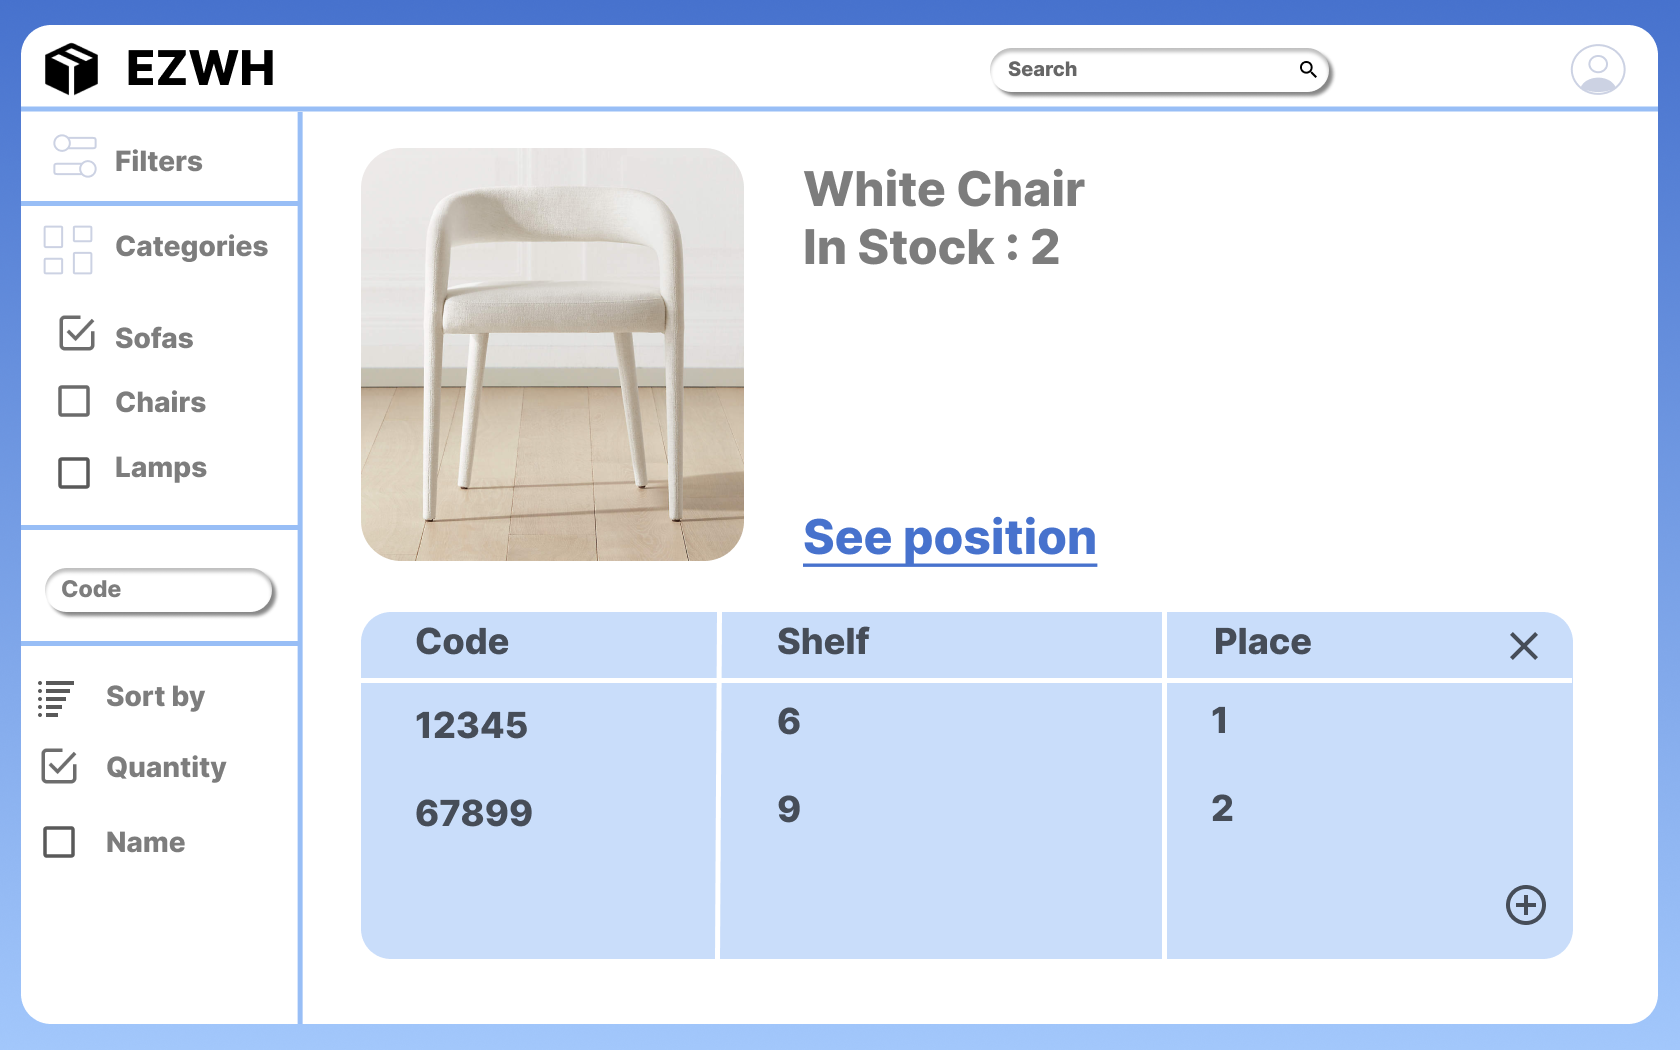 EZWH
Search
Filters
Categories
Sofas
Chairs
Lamps
Code
Sort by
Quantity
Name
White Chair
In Stock : 2
See position
Code Shelf Place
12345 6 1
67899 9 2